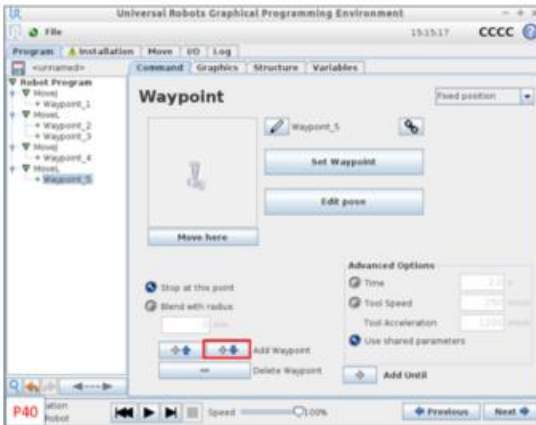 Universal Robots Graphical Programming Environment
File
15:15:17 CCCC
Program Installation Move I/O Log
<unnamed>
Command Graphics Structure Variables
Robot Program
MoveJ
Waypoint_1
MoveL
Waypoint_2
Waypoint_3
MoveJ
Waypoint_4
MoveL
Waypoint_5
Waypoint
Fixed position
Waypoint_5
Set Waypoint
Edit pose
Move here
Stop at this point
Blend with radius
mm
Add Waypoint
Delete Waypoint
Advanced Options
Time
Tool Speed
Tool Acceleration
Use shared parameters
Add Until
P40
Robot
Speed 100%
Previous Next